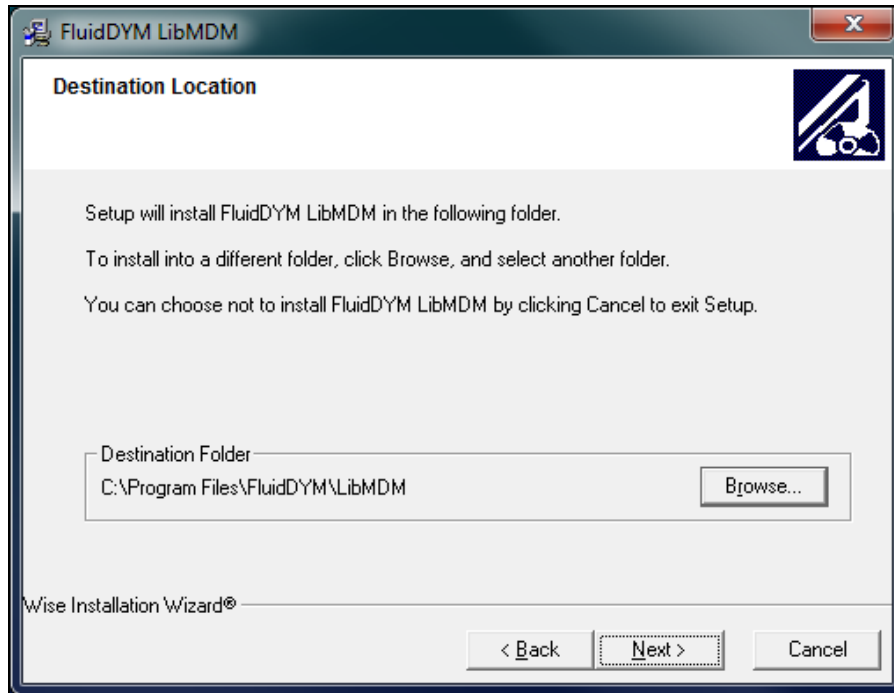 FluidDYM LibMDM
Destination Location
Setup will install FluidDYM LibMDM in the following folder.
To install into a different folder, click Browse, and select another folder.
You can choose not to install FluidDYM LibMDM by clicking Cancel to exit Setup.
Destination Folder
C:\Program Files\FluidDYM\LibMDM
Browse...
Wise Installation Wizard®
< Back
Next >
Cancel